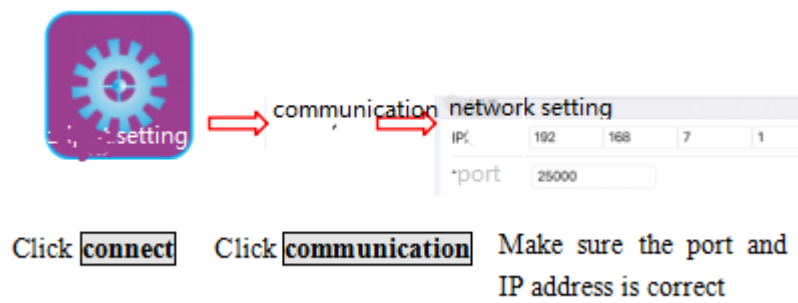 setting
communication
network setting
IP
192 168 7 1
port
25000
Click connect
Click communication
Make sure the port and
IP address is correct